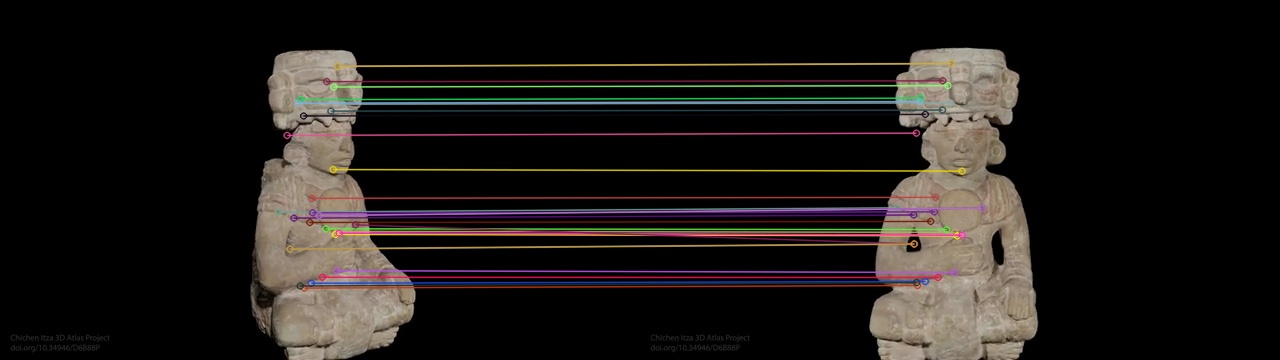 Chichen Itza 3D Atlas Project
doi.org/10.34946/D6B88P
Chichen Itza 3D Atlas Project
doi.org/10.34946/D6B88P